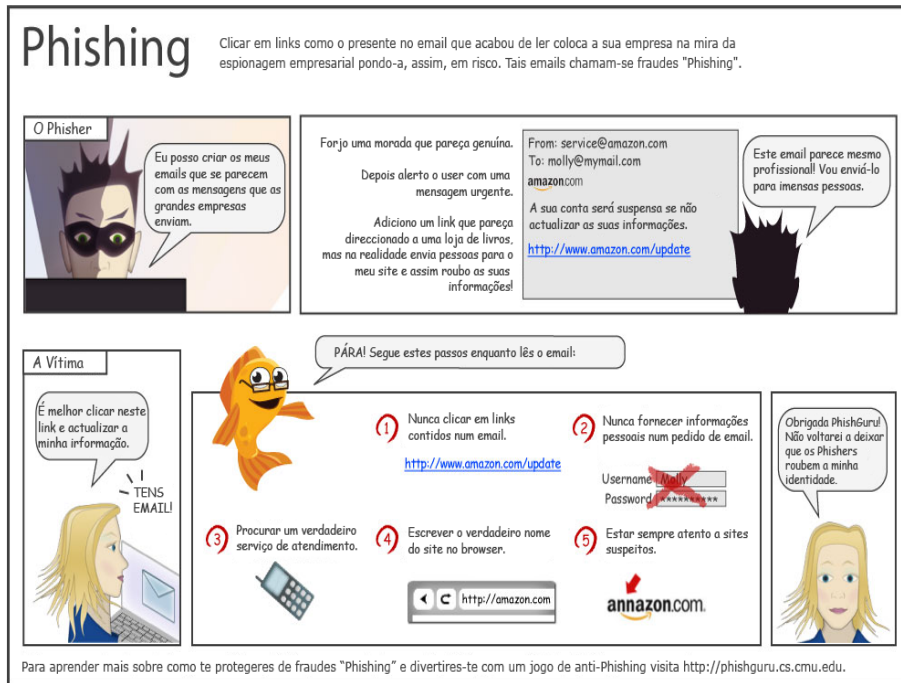 Phishing
Clicar em links como o presente no email que acabou de ler coloca a sua empresa na mira da
espionagem empresarial pondo-a, assim, em risco. Tais emails chamam-se fraudes "Phishing".
O Phisher
Eu posso criar os meus
emails que se parecem
com as mensagens que as
grandes empresas
enviam.
Forjo uma morada que pareça genuína.
Depois alerto o user com uma
mensagem urgente.
Adiciono um link que pareça
direccionado a uma loja de livros,
mas na realidade envia pessoas para o
meu site e assim roubo as suas
informações!
From: service@amazon.com
To: molly@mymail.com
amazon.com
A sua conta será suspensa se não
actualizar as suas informações.
http://www.amazon.com/update
Este email parece mesmo
profissional! Vou enviá-lo
para imensas pessoas.
A Vítima
É melhor clicar neste
link e actualizar a
minha informação.
TENS
EMAIL!
PÁRA! Segue estes passos enquanto lês o email:
1 Nunca clicar em links
contidos num email.
http://www.amazon.com/update
2 Nunca fornecer informações
pessoais num pedido de email.
Username Molly
Password **********
3 Procurar um verdadeiro
serviço de atendimento.
4 Escrever o verdadeiro nome
do site no browser.
http://amazon.com
5 Estar sempre atento a sites
suspeitos.
annazon.com.
Obrigada PhishGuru!
Não voltarei a deixar
que os Phishers
roubem a minha
identidade.
Para aprender mais sobre como te protegeres de fraudes “Phishing” e divertires-te com um jogo de anti-Phishing visita http://phishguru.cs.cmu.edu.